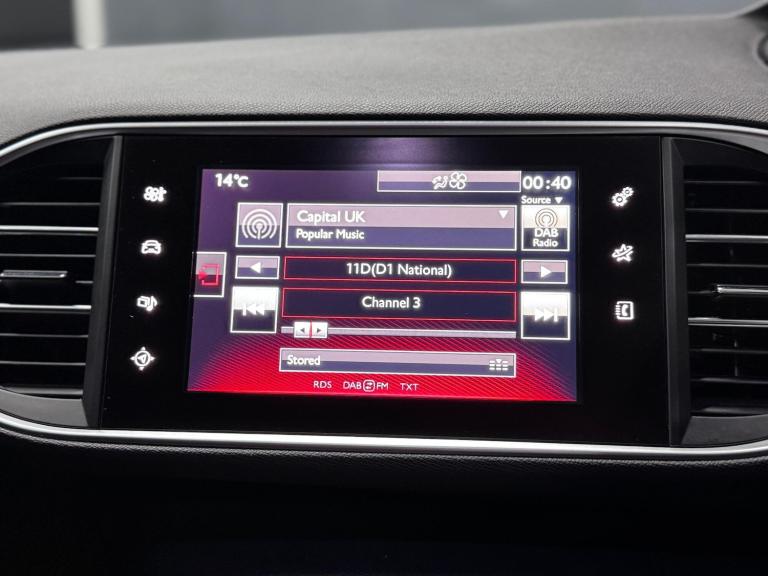 14°C
00:40
Source ▼
Capital UK
Popular Music
DAB
Radio
11D(D1 National)
Channel 3
Stored
RDS DAB FM TXT